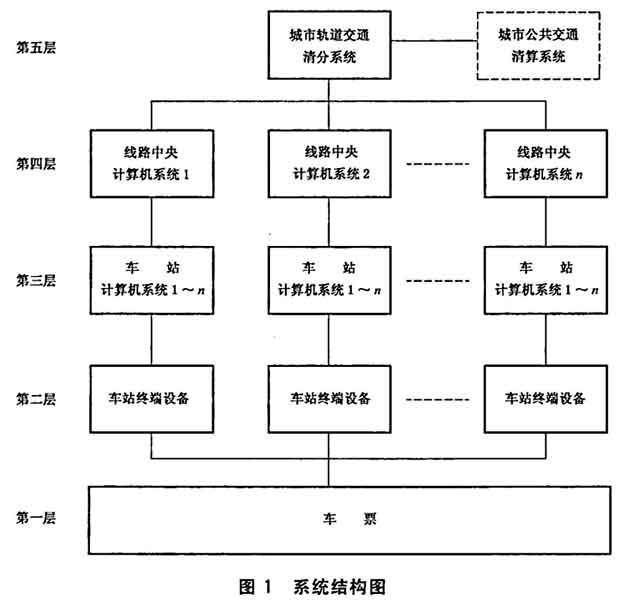 第五层
城市轨道交通
清分系统
城市公共交通
清算系统
第四层
线路中央
计算机系统1
线路中央
计算机系统2
线路中央
计算机系统n
第三层
车 站
计算机系统1～n
车 站
计算机系统1～n
车 站
计算机系统1～n
第二层
车站终端设备
车站终端设备
车站终端设备
第一层
车 票
图 1 系统结构图